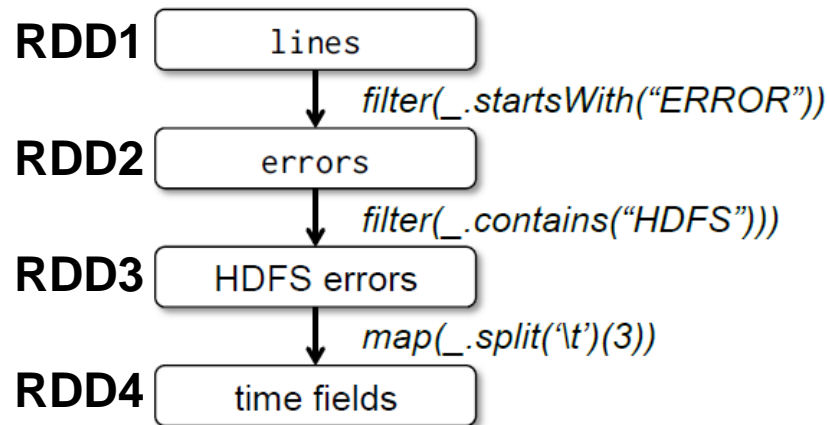 RDD1 lines
filter(_.startsWith(“ERROR”))
RDD2 errors
filter(_.contains(“HDFS”)))
RDD3 HDFS errors
map(_.split(‘\t’)(3))
RDD4 time fields